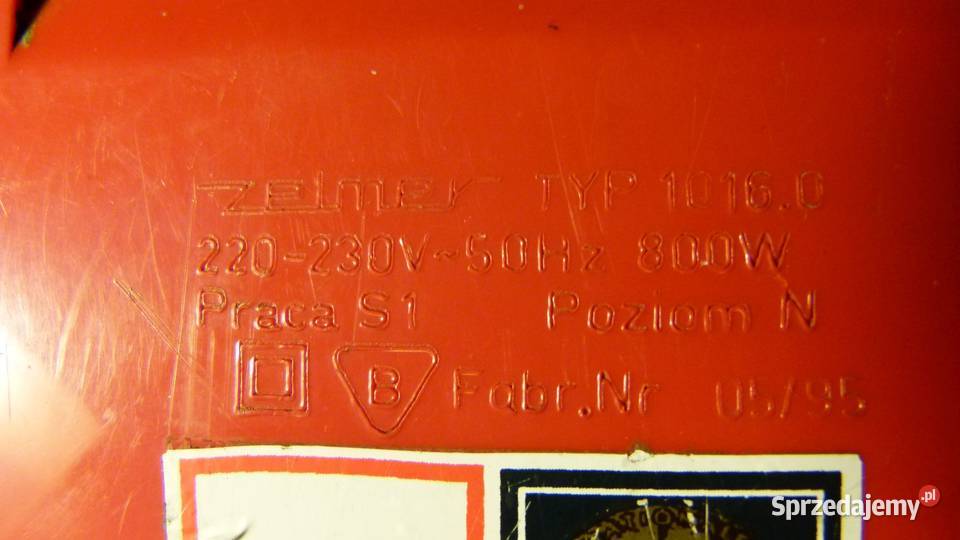 zelmer TYP 1016.0
220-230V~50Hz 800W
Praca S1 Poziom N
B Fabr.Nr 05/95
Sprzedajemy.pl